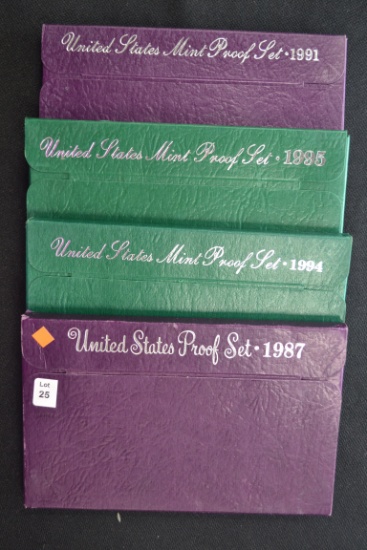 United States Mint Proof Set • 1991
United States Mint Proof Set • 1995
United States Mint Proof Set • 1994
United States Proof Set • 1987
Lot
25